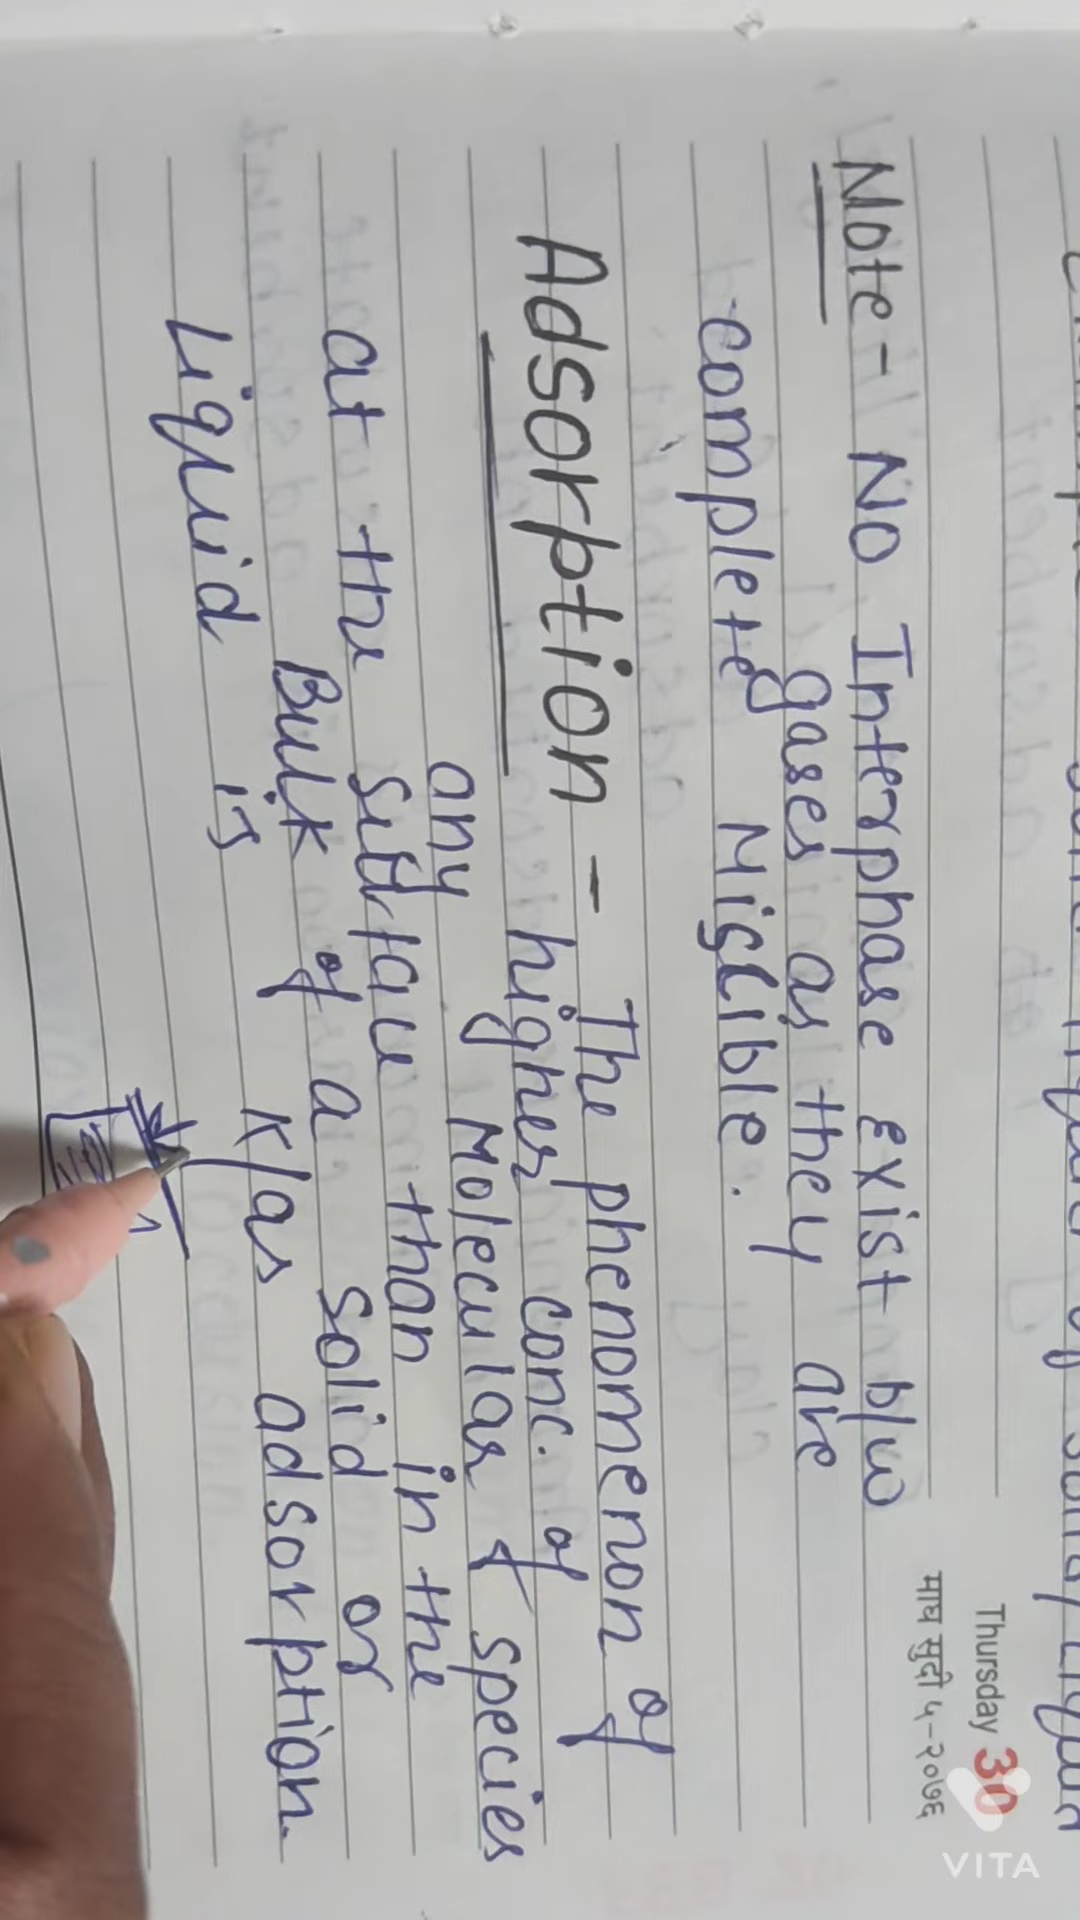 Thursday 30
माघ सुदी ५-२०७६
Note - No Interphase exist b/w
gases as they are
complete Miscible.
Adsorption - The phenomenon of
higher conc. of
any Molecular species
at the surface than in the
Bulk of a solid or
Liquid is K/as adsorption.
VITA